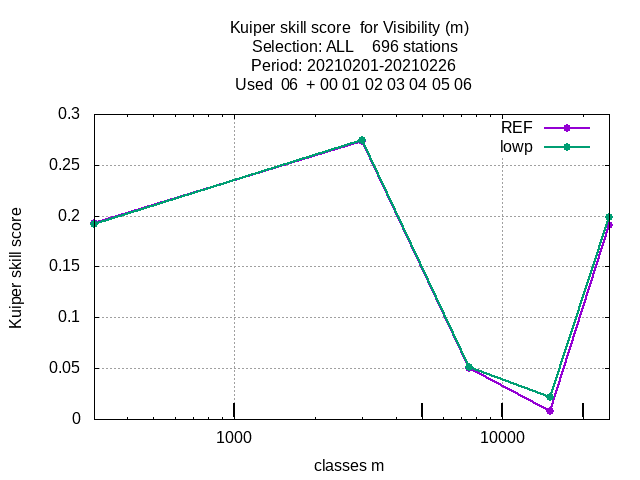 Kuiper skill score  for Visibility (m)
Selection: ALL    696 stations
Period: 20210201-20210226
Used  06  + 00 01 02 03 04 05 06
0.3
0.25
0.2
0.15
0.1
0.05
0
Kuiper skill score
REF
lowp
1000
10000
classes m